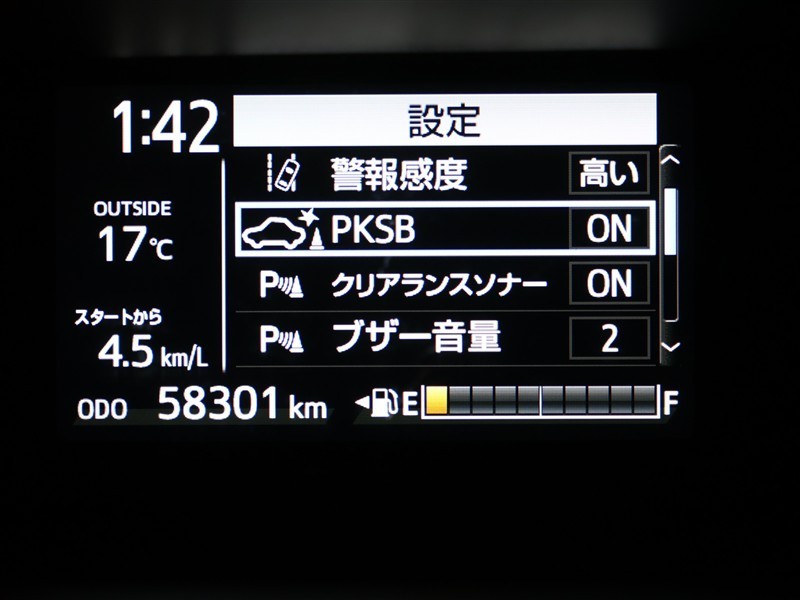 1:42
設定
警報感度 高い
OUTSIDE
17℃
PKSB ON
P クリアランスソナー ON
スタートから
4.5 km/L
P ブザー音量 2
ODO 58301 km
E F